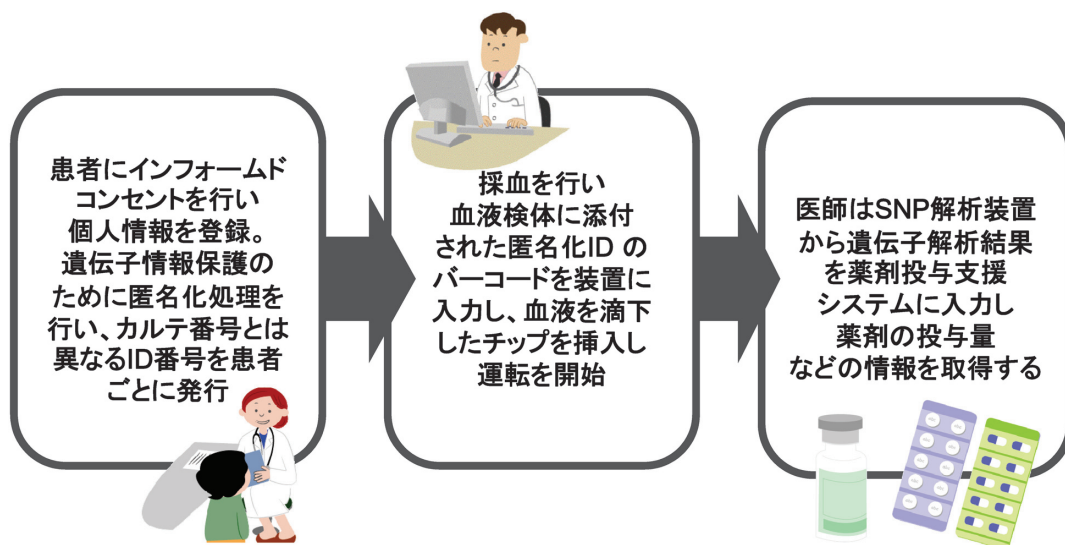 患者にインフォームド
コンセントを行い
個人情報を登録。
遺伝子情報保護の
ために匿名化処理を
行い、カルテ番号とは
異なるID番号を患者
ごとに発行
採血を行い
血液検体に添付
された匿名化ID の
バーコードを装置に
入力し、血液を滴下
したチップを挿入し
運転を開始
医師はSNP解析装置
から遺伝子解析結果
を薬剤投与支援
システムに入力し
薬剤の投与量
などの情報を取得する